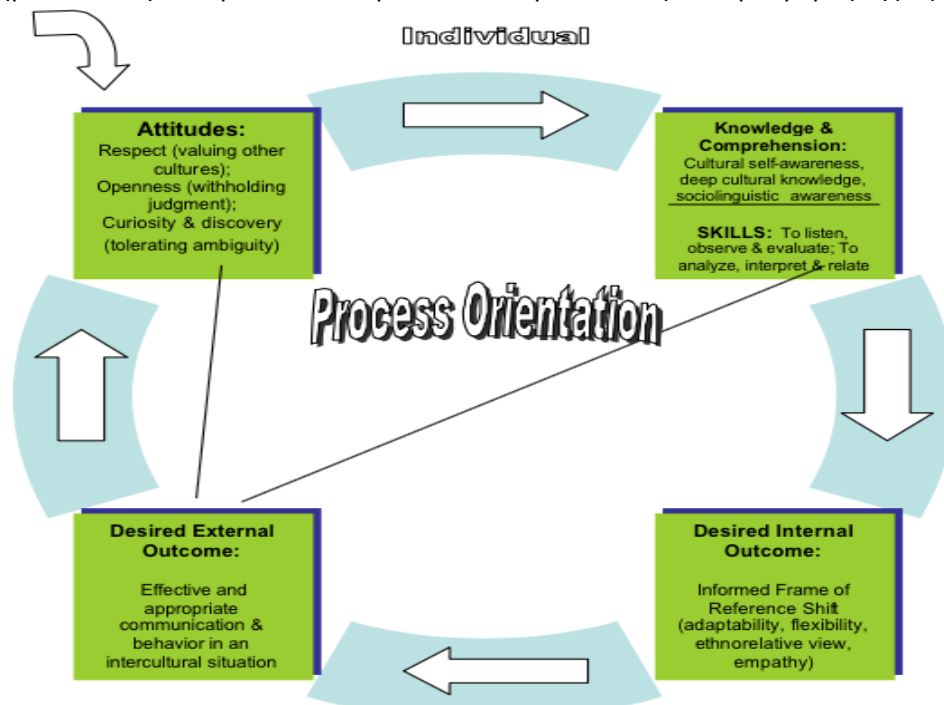 Individual
Attitudes:
Respect (valuing other
cultures);
Openness (withholding
judgment);
Curiosity & discovery
(tolerating ambiguity)
Knowledge &
Comprehension:
Cultural self-awareness,
deep cultural knowledge,
sociolinguistic awareness
SKILLS: To listen,
observe & evaluate; To
analyze, interpret & relate
Process Orientation
Desired External
Outcome:
Effective and
appropriate
communication &
behavior in an
intercultural situation
Desired Internal
Outcome:
Informed Frame of
Reference Shift
(adaptability, flexibility,
ethnorelative view,
empathy)